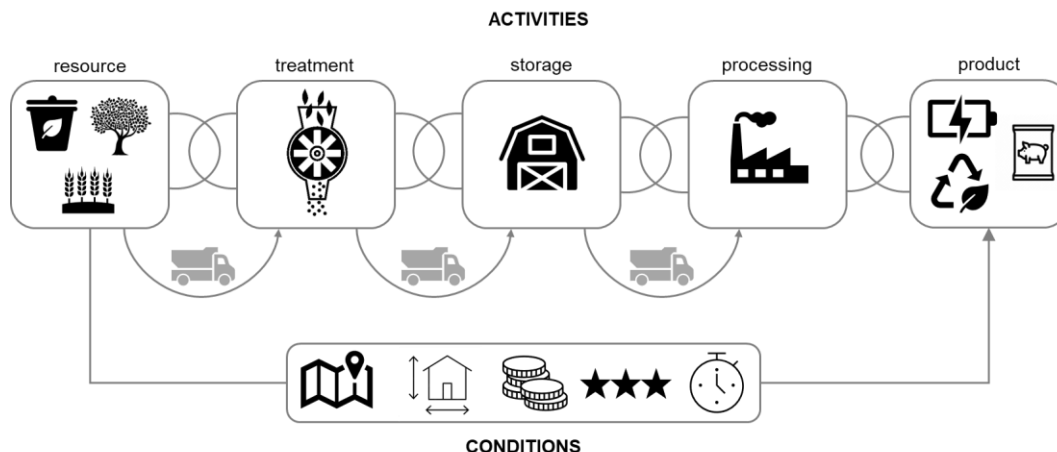 ACTIVITIES
resource
treatment
storage
processing
product
CONDITIONS